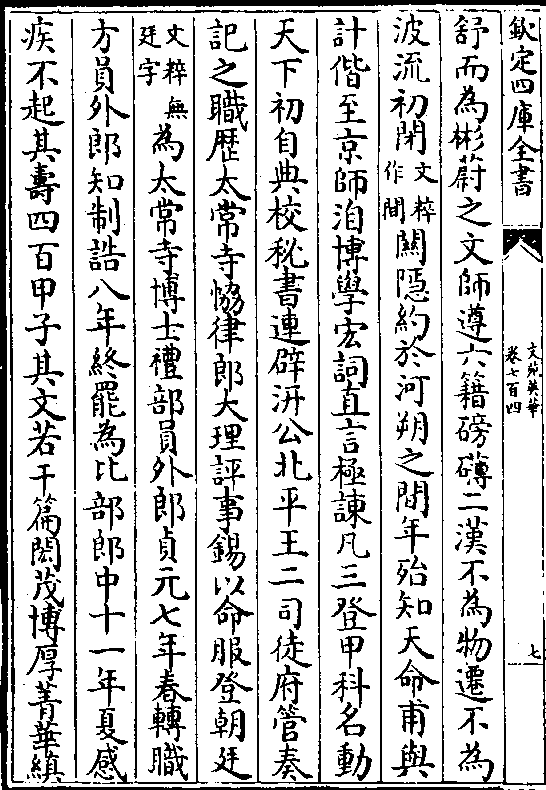 欽定四庫全書
文苑英華
卷七百四
七
舒而為彬蔚之文師遵六籍磅礴二漢不為物遷不為
波流初閉文粹作間關隱約於河朔之間年殆知天命甫與
計偕至京師洎博學宏詞直言極諫凡三登甲科名動
天下初自典校秘書連辟汧公北平王二司徒府管奏
記之職歴太常寺恊律郎大理評事錫以命服登朝廷
文粹無廷字為太常寺博士禮部員外郎貞元七年春轉職
方員外郎知制誥八年終罷為比部郎中十一年夏感
疾不起其壽四百甲子其文若干篇閎茂博厚菁華縝